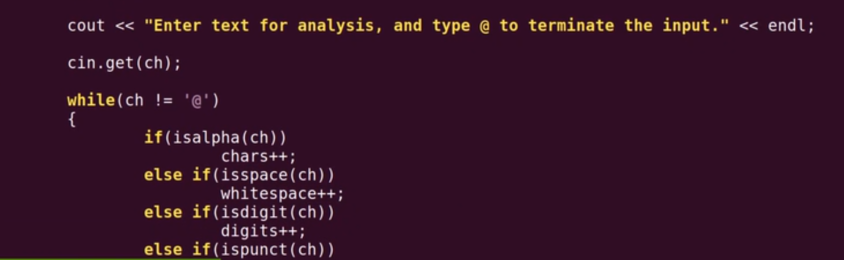 cout << "Enter text for analysis, and type @ to terminate the input." << endl;
cin.get(ch);
while(ch != '@')
{
if(isalpha(ch))
chars++;
else if(isspace(ch))
whitespace++;
else if(isdigit(ch))
digits++;
else if(ispunct(ch))